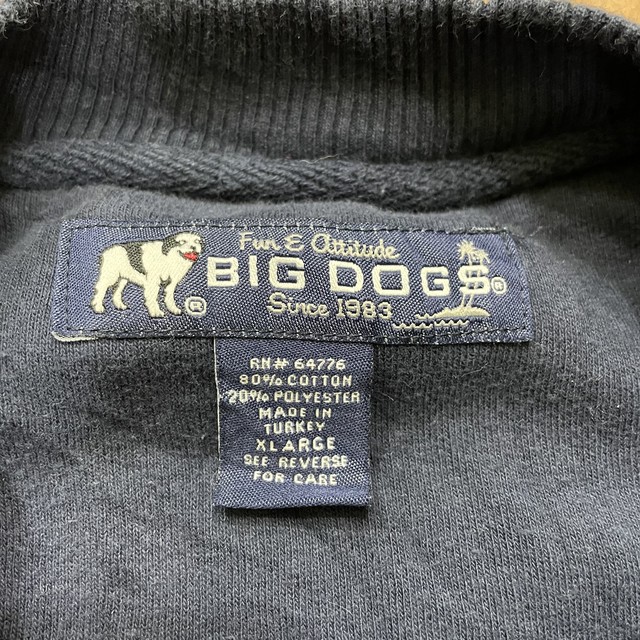 Fun & Attitude
BIG DOGS®
Since 1983
®
RN# 64776
80% COTTON
20% POLYESTER
MADE IN
TURKEY
XLARGE
SEE REVERSE
FOR CARE